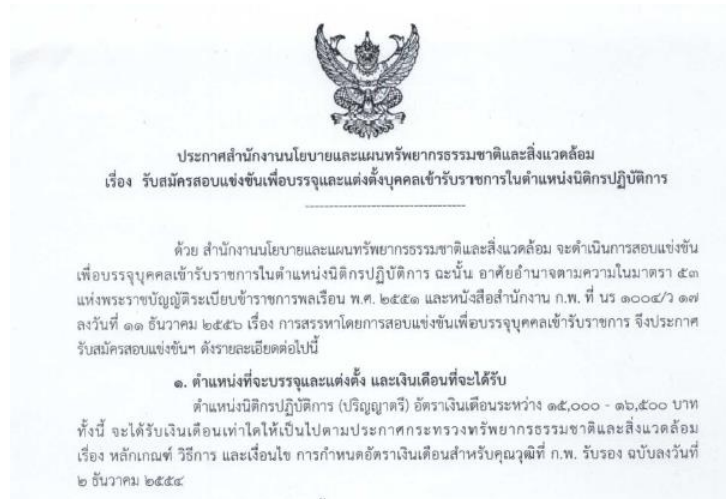 ประกาศสำนักงานนโยบายและแผนทรัพยากรธรรมชาติและสิ่งแวดล้อม
เรื่อง รับสมัครสอบแข่งขันเพื่อบรรจุและแต่งตั้งบุคคลเข้ารับราชการในตำแหน่งนิติกรปฏิบัติการ
ด้วย สำนักงานนโยบายและแผนทรัพยากรธรรมชาติและสิ่งแวดล้อม จะดำเนินการสอบแข่งขัน
เพื่อบรรจุบุคคลเข้ารับราชการในตำแหน่งนิติกรปฏิบัติการ ฉะนั้น อาศัยอำนาจตามความในมาตรา ๕๓
แห่งพระราชบัญญัติระเบียบข้าราชการพลเรือน พ.ศ. ๒๕๕๑ และหนังสือสำนักงาน ก.พ. ที่ นร ๑๐๐๔/ว ๑๗
ลงวันที่ ๑๑ ธันวาคม ๒๕๕๖ เรื่อง การสรรหาโดยการสอบแข่งขันเพื่อบรรจุบุคคลเข้ารับราชการ จึงประกาศ
รับสมัครสอบแข่งขันฯ ดังรายละเอียดต่อไปนี้
๑. ตำแหน่งที่จะบรรจุและแต่งตั้ง และเงินเดือนที่จะได้รับ
ตำแหน่งนิติกรปฏิบัติการ (ปริญญาตรี) อัตราเงินเดือนระหว่าง ๑๕,๐๐๐ - ๑๖,๕๐๐ บาท
ทั้งนี้ จะได้รับเงินเดือนเท่าใดให้เป็นไปตามประกาศกระทรวงทรัพยากรธรรมชาติและสิ่งแวดล้อม
เรื่อง หลักเกณฑ์ วิธีการ และเงื่อนไข การกำหนดอัตราเงินเดือนสำหรับคุณวุฒิที่ ก.พ. รับรอง ฉบับลงวันที่
๒ ธันวาคม ๒๕๕๔